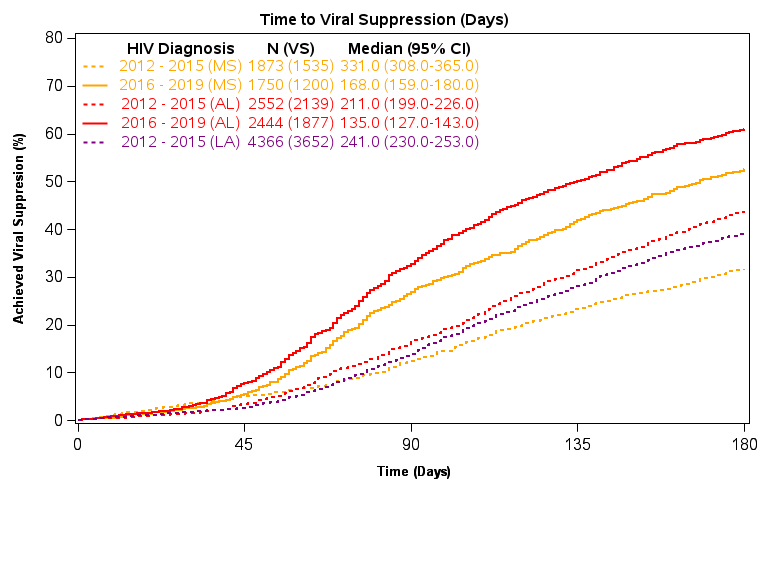 Time to Viral Suppression (Days)
HIV Diagnosis N (VS) Median (95% CI)
2012 - 2015 (MS) 1873 (1535) 331.0 (308.0-365.0)
2016 - 2019 (MS) 1750 (1200) 168.0 (159.0-180.0)
2012 - 2015 (AL) 2552 (2139) 211.0 (199.0-226.0)
2016 - 2019 (AL) 2444 (1877) 135.0 (127.0-143.0)
2012 - 2015 (LA) 4366 (3652) 241.0 (230.0-253.0)
Achieved Viral Suppresion (%)
80
70
60
50
40
30
20
10
0
0 45 90 135 180
Time (Days)